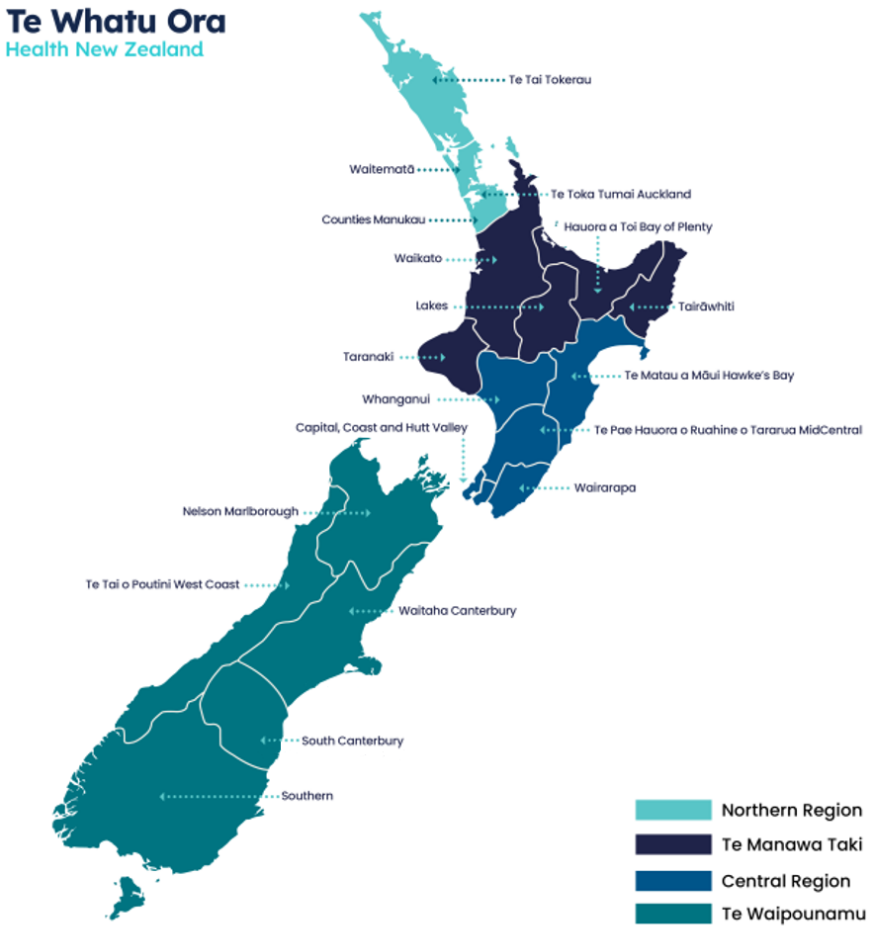 Te Whatu Ora
Health New Zealand
Te Tai Tokerau
Waitematā
Te Toka Tumai Auckland
Counties Manukau
Hauora a Toi Bay of Plenty
Waikato
Lakes
Tairāwhiti
Taranaki
Te Matau a Māui Hawke's Bay
Whanganui
Capital, Coast and Hutt Valley
Te Pae Hauora o Ruahine o Tararua MidCentral
Wairarapa
Nelson Marlborough
Te Tai o Poutini West Coast
Waitaha Canterbury
South Canterbury
Southern
Northern Region
Te Manawa Taki
Central Region
Te Waipounamu